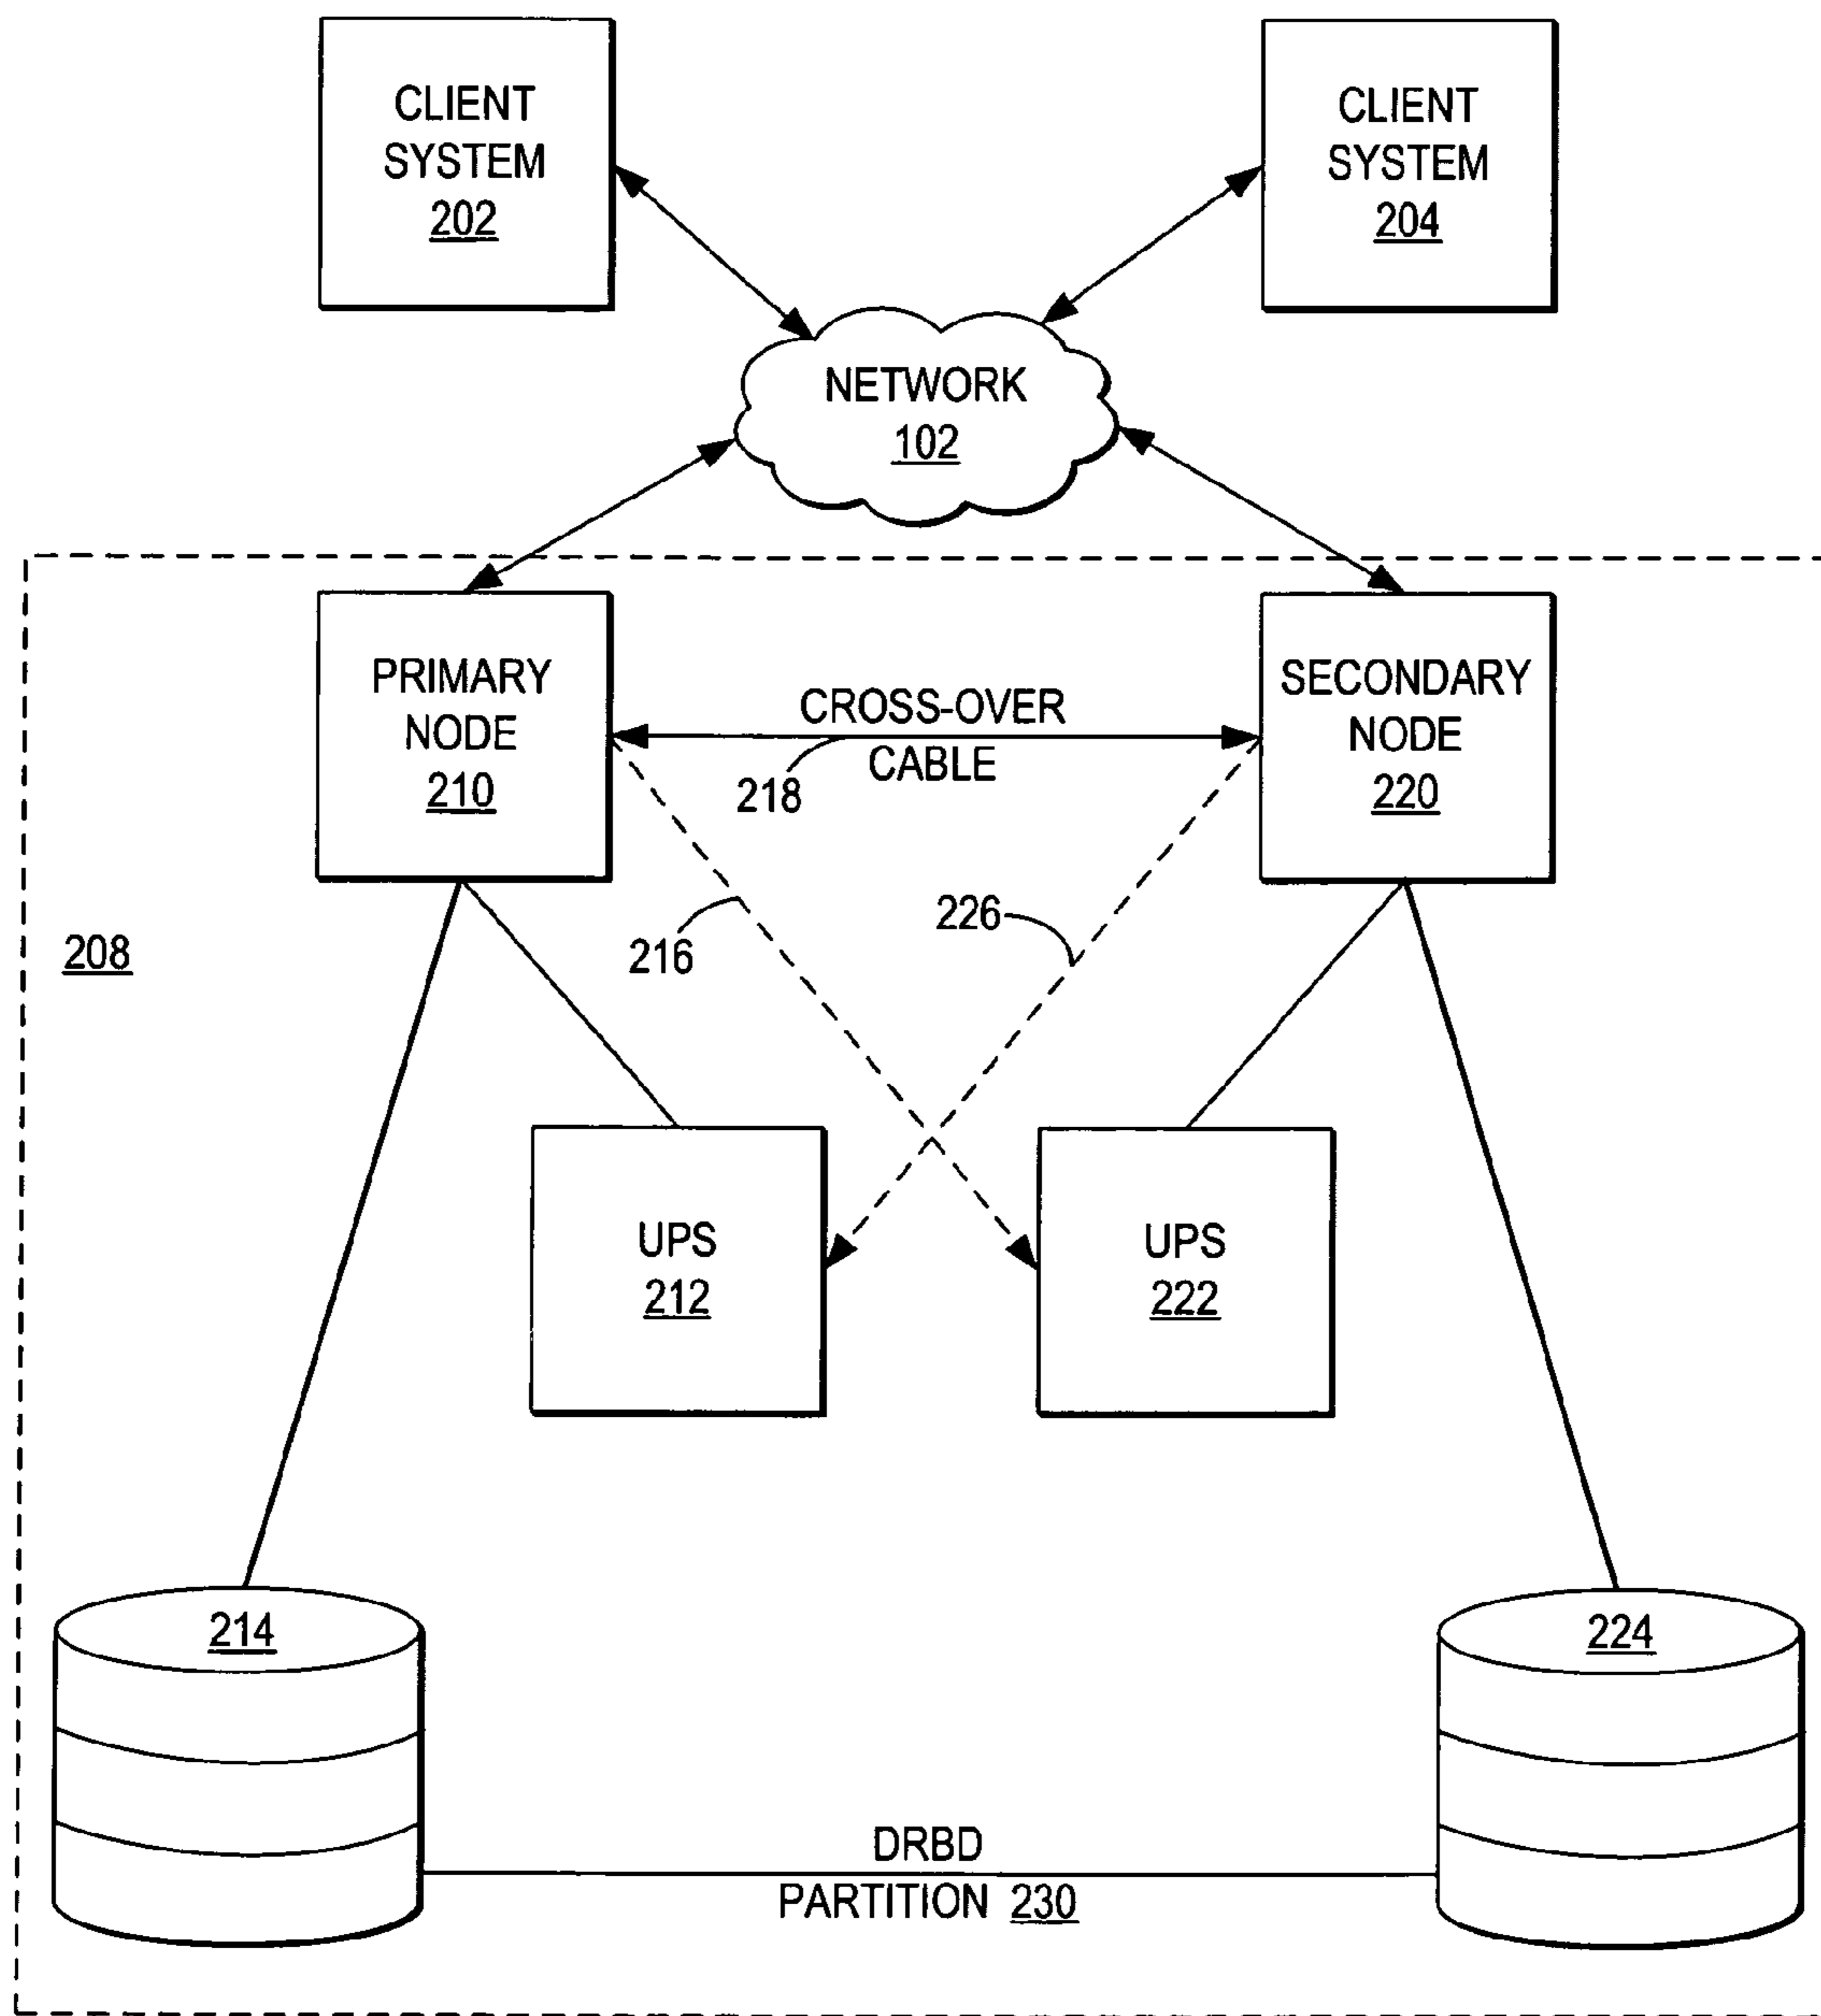 CLIENT
SYSTEM
202
CLIENT
SYSTEM
204
NETWORK
102
PRIMARY
NODE
210
CROSS-OVER
CABLE
218
SECONDARY
NODE
220
208
216
226
UPS
212
UPS
222
214
224
DRBD
PARTITION 230